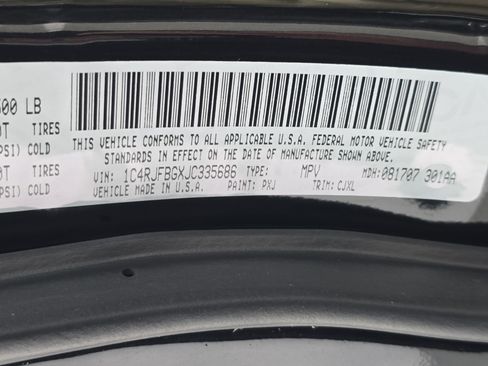 500 LB
TIRES
PSI) COLD
TIRES
PSI) COLD
THIS VEHICLE CONFORMS TO ALL APPLICABLE U.S.A. FEDERAL MOTOR VEHICLE SAFETY
STANDARDS IN EFFECT ON THE DATE OF MANUFACTURE SHOWN ABOVE.
VIN: 1C4RJFBGXJC335686 TYPE: MPV MDH: 081707 301AA
VEHICLE MADE IN U.S.A. PAINT: PXJ TRIM: CJXL